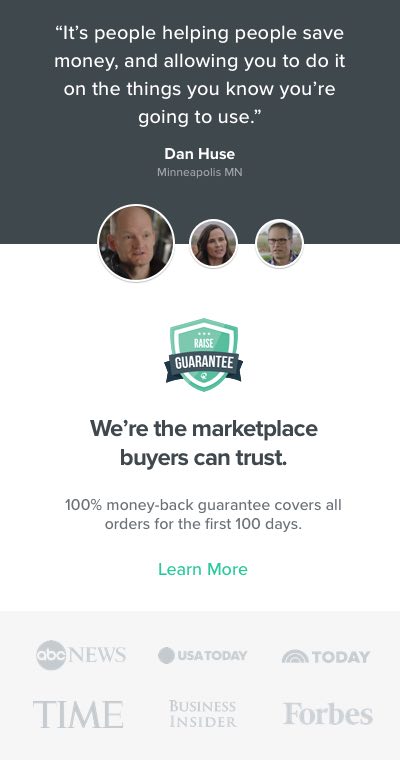 “It’s people helping people save
money, and allowing you to do it
on the things you know you’re
going to use.”
Dan Huse
Minneapolis MN
RAISE
GUARANTEE
We’re the marketplace
buyers can trust.
100% money-back guarantee covers all
orders for the first 100 days.
Learn More
abc NEWS
USA TODAY
TODAY
TIME
BUSINESS
INSIDER
Forbes